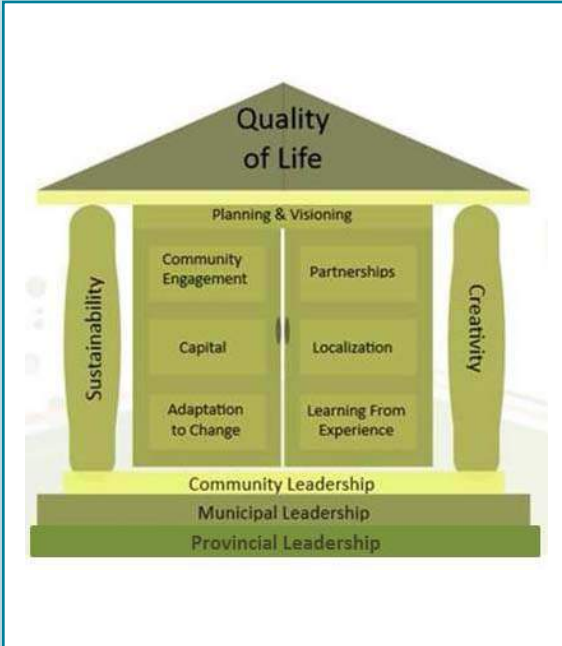 Quality
of Life
Planning & Visioning
Sustainability
Community
Engagement
Partnerships
Creativity
Capital
Localization
Adaptation
to Change
Learning From
Experience
Community Leadership
Municipal Leadership
Provincial Leadership